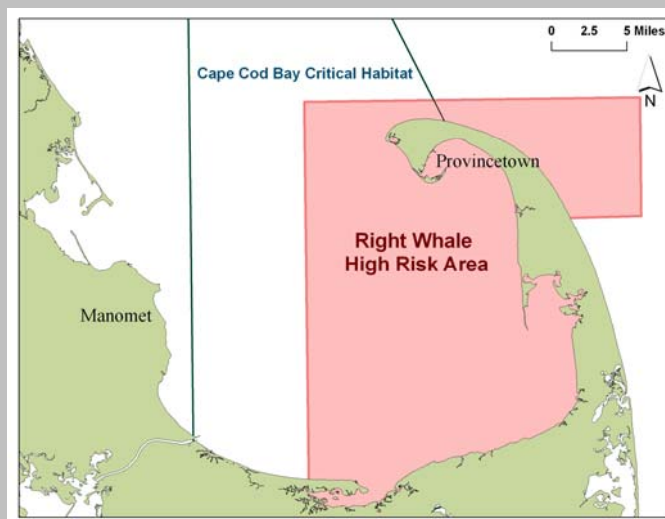 0 2.5 5 Miles
Cape Cod Bay Critical Habitat
N
Provincetown
Right Whale
High Risk Area
Manomet